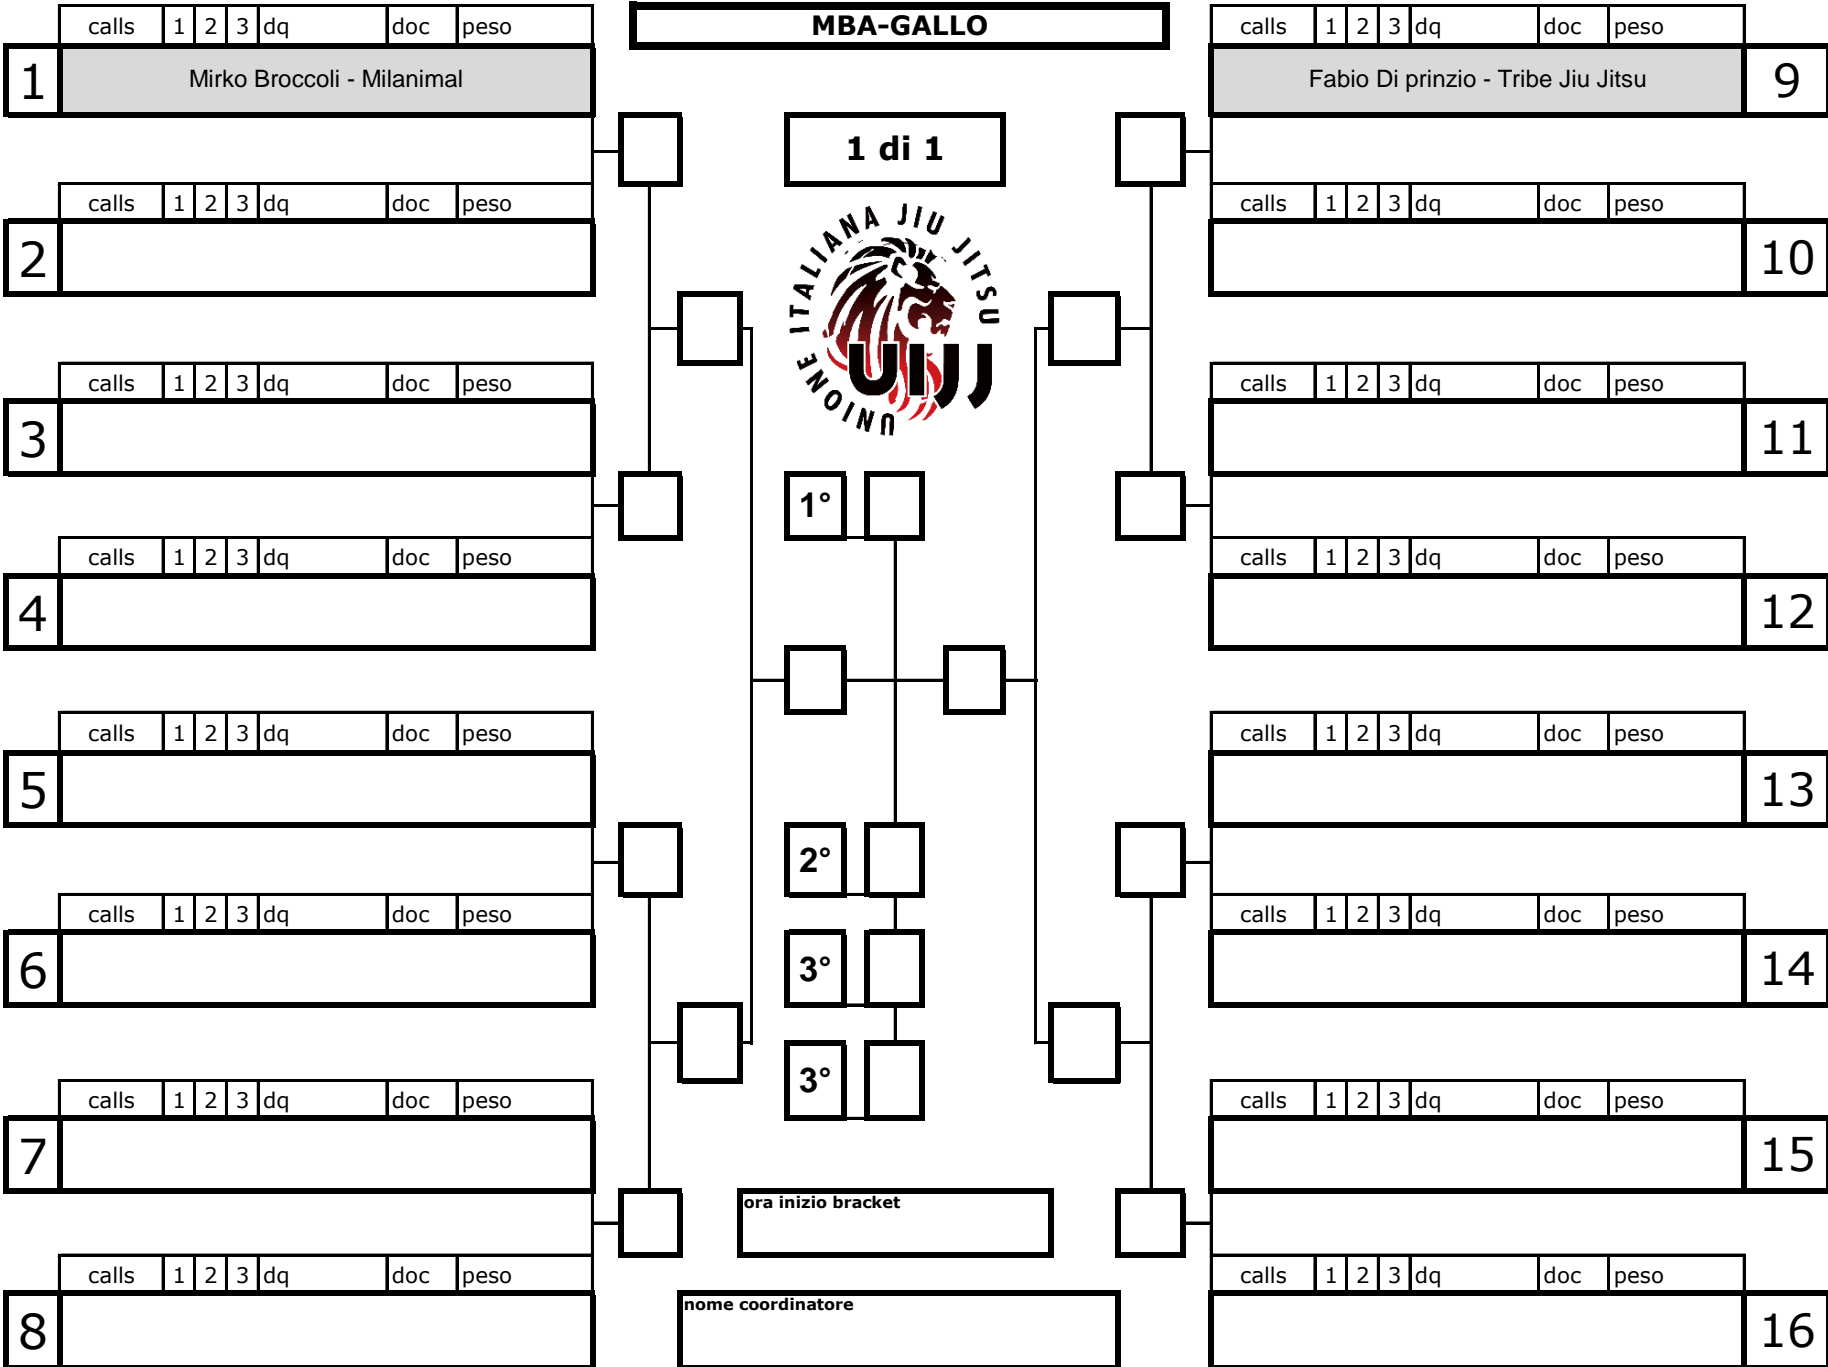 MBA-GALLO
calls 1 2 3 dq doc peso
1 Mirko Broccoli - Milanimal
calls 1 2 3 dq doc peso
2
calls 1 2 3 dq doc peso
3
calls 1 2 3 dq doc peso
4
calls 1 2 3 dq doc peso
5
calls 1 2 3 dq doc peso
6
calls 1 2 3 dq doc peso
7
calls 1 2 3 dq doc peso
8
1 di 1
UNIONE ITALIANA JIU JITSU
UIJJ
1°
2°
3°
3°
ora inizio bracket
nome coordinatore
calls 1 2 3 dq doc peso
Fabio Di prinzio - Tribe Jiu Jitsu 9
calls 1 2 3 dq doc peso
10
calls 1 2 3 dq doc peso
11
calls 1 2 3 dq doc peso
12
calls 1 2 3 dq doc peso
13
calls 1 2 3 dq doc peso
14
calls 1 2 3 dq doc peso
15
calls 1 2 3 dq doc peso
16